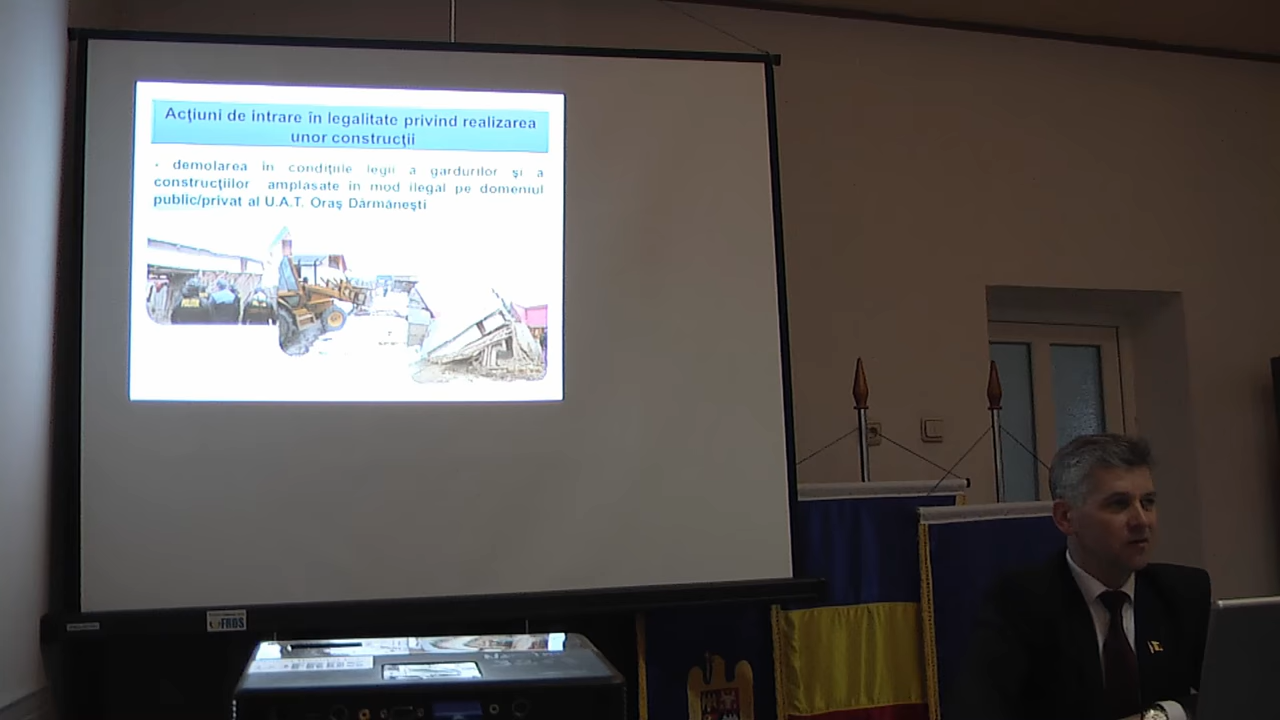 Acţiuni de intrare în legalitate privind realizarea
unor construcţii
- demolarea în condiţiile legii a gardurilor şi a
construcţiilor amplasate în mod ilegal pe domeniul
public/privat al U.A.T. Oraş Dărmăneşti
FRDS